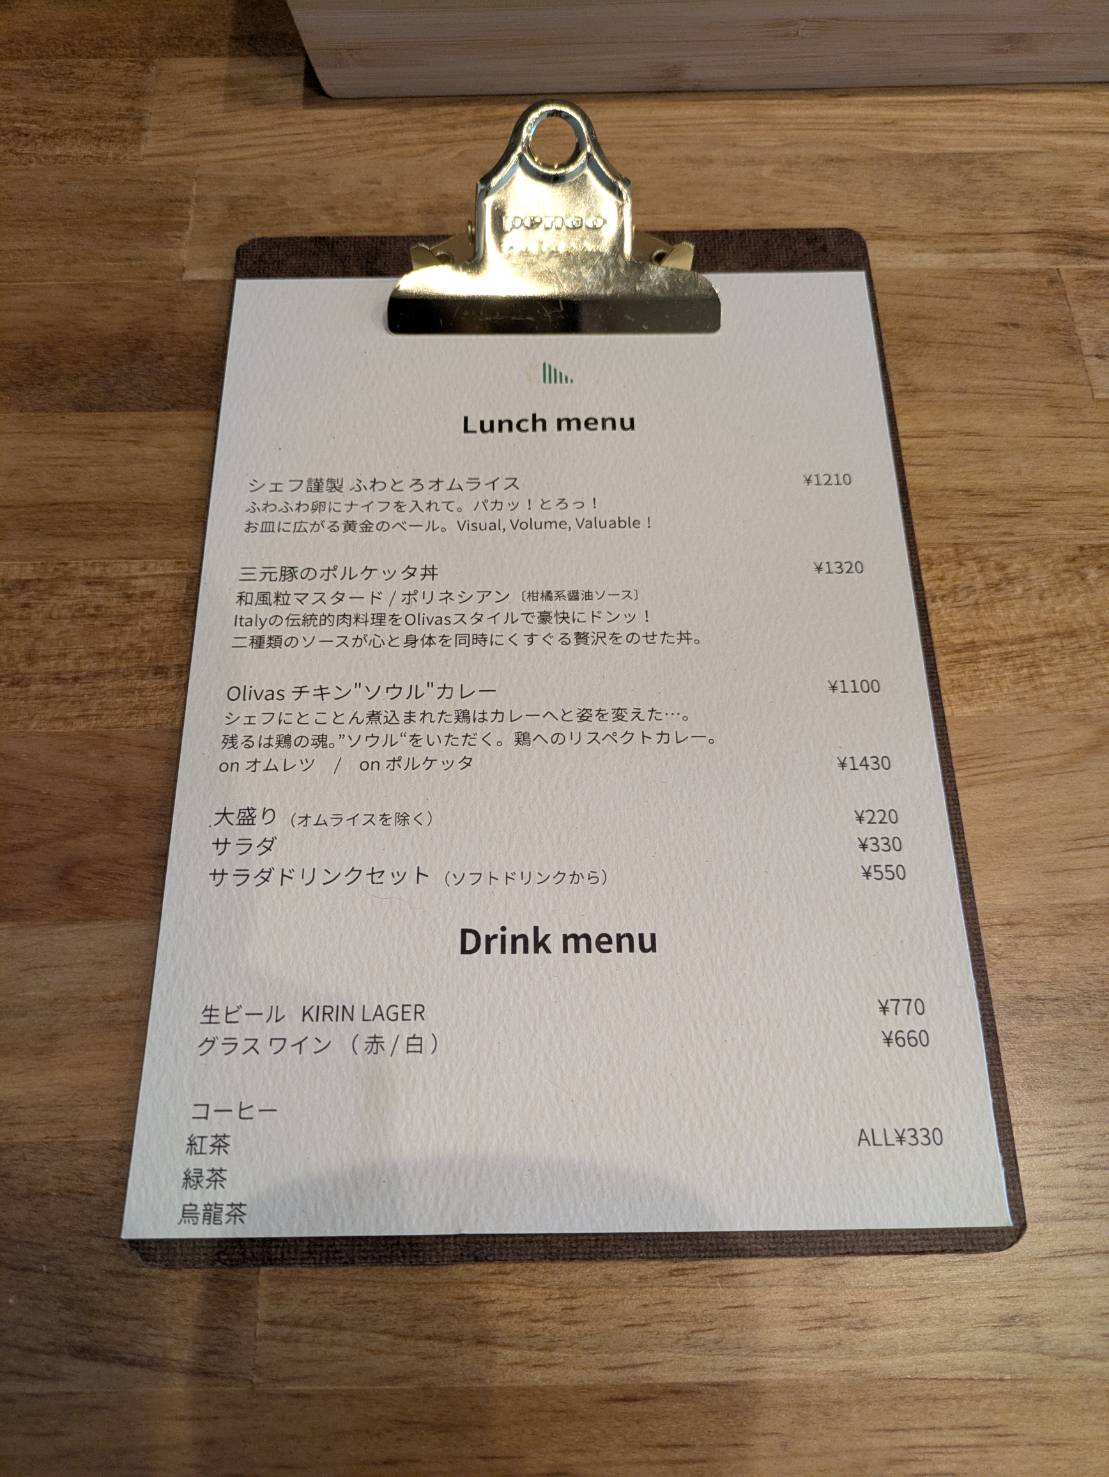 penco
Lunch menu
シェフ謹製 ふわとろオムライス ¥1210
ふわふわ卵にナイフを入れて。パカッ！とろっ！
お皿に広がる黄金のベール。Visual, Volume, Valuable！
三元豚のポルケッタ丼 ¥1320
和風粒マスタード / ポリネシアン〔柑橘系醤油ソース〕
Italyの伝統的肉料理をOlivasスタイルで豪快にドンッ！
二種類のソースが心と身体を同時にくすぐる贅沢をのせた丼。
Olivas チキン"ソウル"カレー ¥1100
シェフにとことん煮込まれた鶏はカレーへと姿を変えた…。
残るは鶏の魂。”ソウル“をいただく。鶏へのリスペクトカレー。
on オムレツ / on ポルケッタ ¥1430
大盛り（オムライスを除く） ¥220
サラダ ¥330
サラダドリンクセット（ソフトドリンクから） ¥550
Drink menu
生ビール KIRIN LAGER ¥770
グラスワイン（ 赤 / 白 ） ¥660
コーヒー
紅茶 ALL¥330
緑茶
烏龍茶